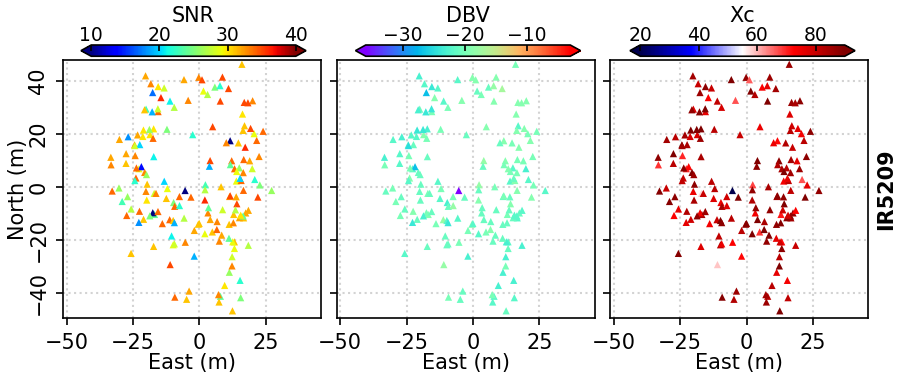 SNR DBV Xc
10 20 30 40 −30 −20 −10 20 40 60 80
40
20
0
−20
−40
North (m)
IR5209
−50 −25 0 25 −50 −25 0 25 −50 −25 0 25
East (m) East (m) East (m)